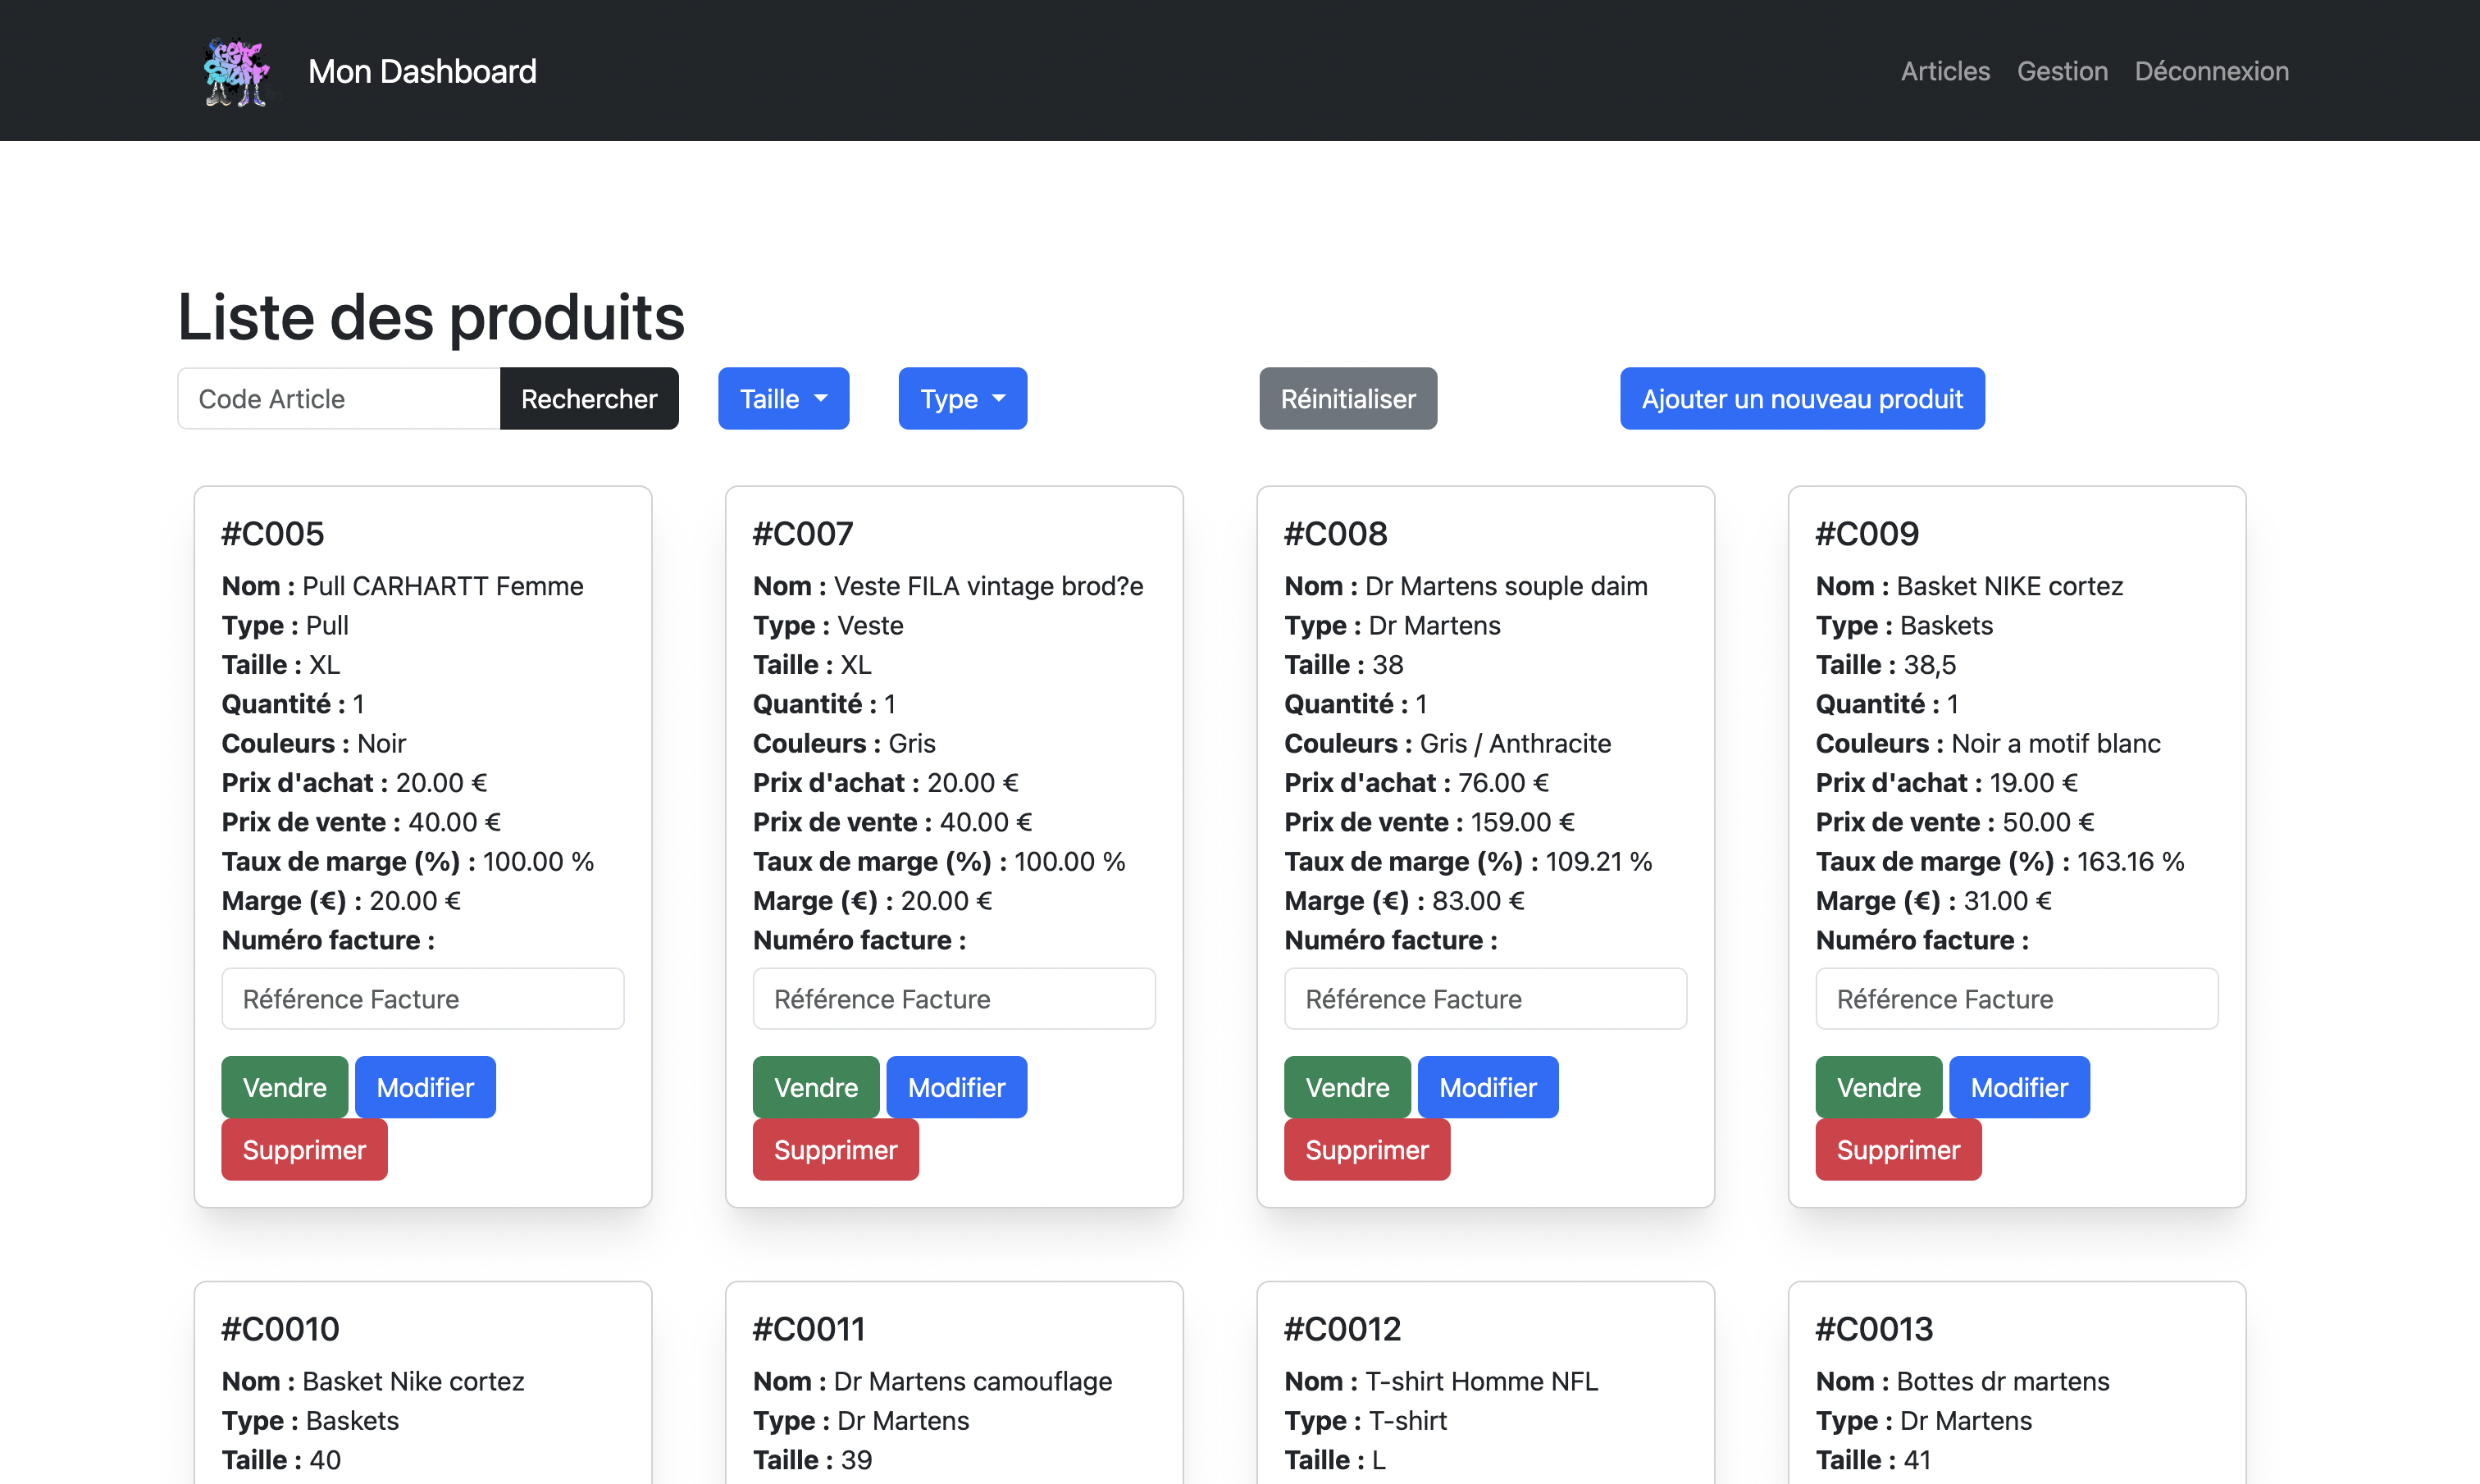 GET STUFF
Mon Dashboard
Articles Gestion Déconnexion
Liste des produits
Code Article Rechercher Taille Type Réinitialiser Ajouter un nouveau produit
#C005
Nom : Pull CARHARTT Femme
Type : Pull
Taille : XL
Quantité : 1
Couleurs : Noir
Prix d'achat : 20.00 €
Prix de vente : 40.00 €
Taux de marge (%) : 100.00 %
Marge (€) : 20.00 €
Numéro facture :
Référence Facture
Vendre Modifier
Supprimer
#C007
Nom : Veste FILA vintage brod?e
Type : Veste
Taille : XL
Quantité : 1
Couleurs : Gris
Prix d'achat : 20.00 €
Prix de vente : 40.00 €
Taux de marge (%) : 100.00 %
Marge (€) : 20.00 €
Numéro facture :
Référence Facture
Vendre Modifier
Supprimer
#C008
Nom : Dr Martens souple daim
Type : Dr Martens
Taille : 38
Quantité : 1
Couleurs : Gris / Anthracite
Prix d'achat : 76.00 €
Prix de vente : 159.00 €
Taux de marge (%) : 109.21 %
Marge (€) : 83.00 €
Numéro facture :
Référence Facture
Vendre Modifier
Supprimer
#C009
Nom : Basket NIKE cortez
Type : Baskets
Taille : 38,5
Quantité : 1
Couleurs : Noir a motif blanc
Prix d'achat : 19.00 €
Prix de vente : 50.00 €
Taux de marge (%) : 163.16 %
Marge (€) : 31.00 €
Numéro facture :
Référence Facture
Vendre Modifier
Supprimer
#C0010
Nom : Basket Nike cortez
Type : Baskets
Taille : 40
#C0011
Nom : Dr Martens camouflage
Type : Dr Martens
Taille : 39
#C0012
Nom : T-shirt Homme NFL
Type : T-shirt
Taille : L
#C0013
Nom : Bottes dr martens
Type : Dr Martens
Taille : 41